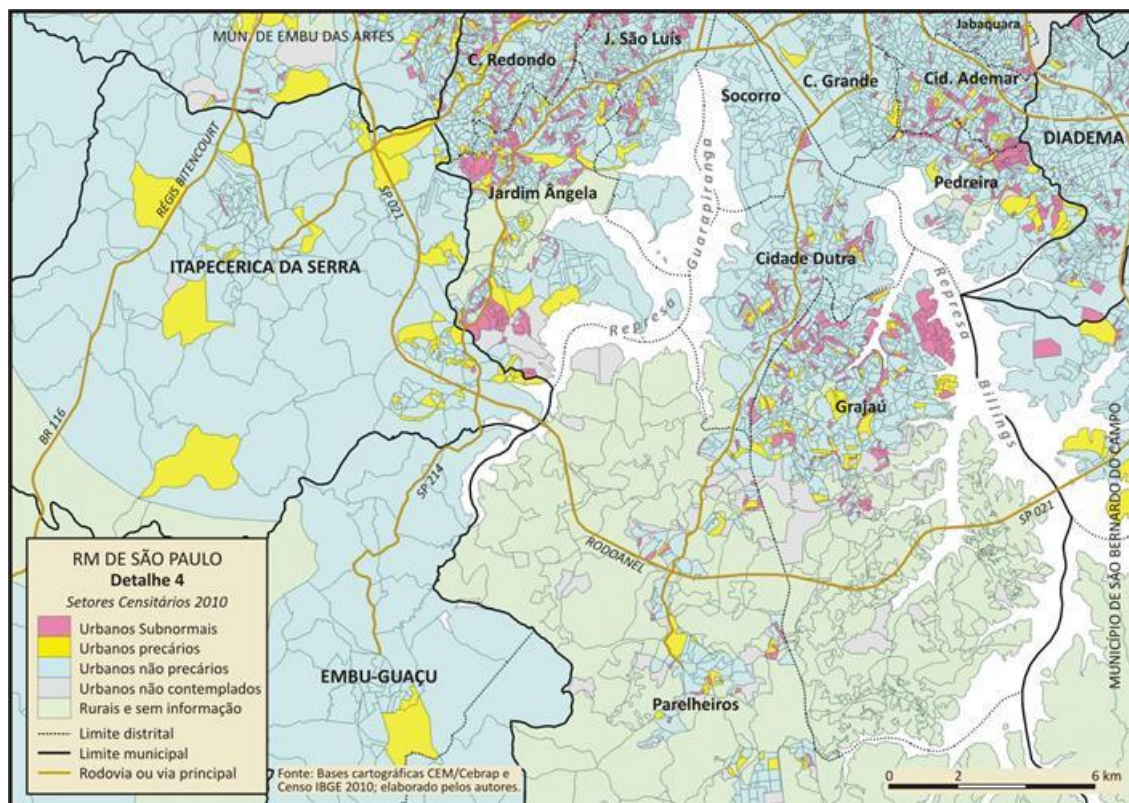 MUN. DE EMBU DAS ARTES
J. São Luis
Jabaquara
C. Redondo
C. Grande
Cid. Ademar
Socorro
DIADEMA
RÉGIS BITENCOURT
SP 021
Jardim Ângela
Pedreira
Represa Guarapiranga
Cidade Dutra
ITAPECERICA DA SERRA
Represa Billings
Grajaú
BR 116
SP 214
SP 021
RODOANEL
MUNICÍPIO DE SÃO BERNARDO DO CAMPO
EMBU-GUAÇU
Parelheiros
RM DE SÃO PAULO
Detalhe 4
Setores Censitários 2010
Urbanos Subnormais
Urbanos precários
Urbanos não precários
Urbanos não contemplados
Rurais e sem informação
Limite distrital
Limite municipal
Rodovia ou via principal
Fonte: Bases cartográficas CEM/Cebrap e
Censo IBGE 2010; elaborado pelos autores.
0 2 4 6 km